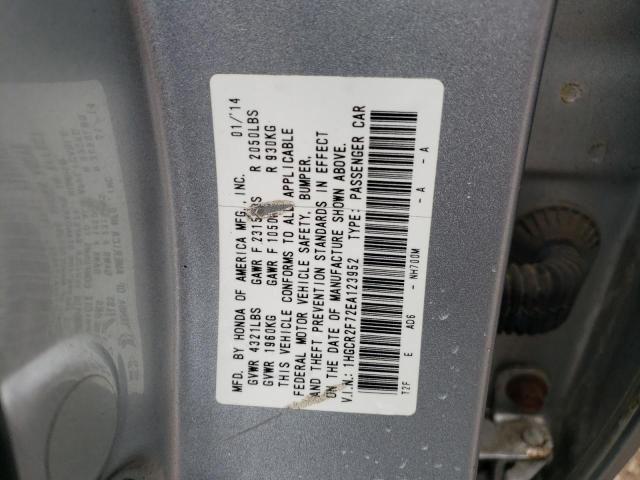 MFD. BY HONDA OF AMERICA MFG., INC. 01/'14
GVWR 4321LBS GAWR F R 2050LBS
GVWR 1960KG GAWR F R 930KG
THIS VEHICLE CONFORMS TO ALL APPLICABLE
FEDERAL MOTOR VEHICLE SAFETY, BUMPER,
AND THEFT PREVENTION STANDARDS IN EFFECT
ON THE DATE OF MANUFACTURE SHOWN ABOVE.
V.I.N.: 1HGCR2F72EA123952 TYPE: PASSENGER CAR
T2F E AD6 - NH700M - A - A